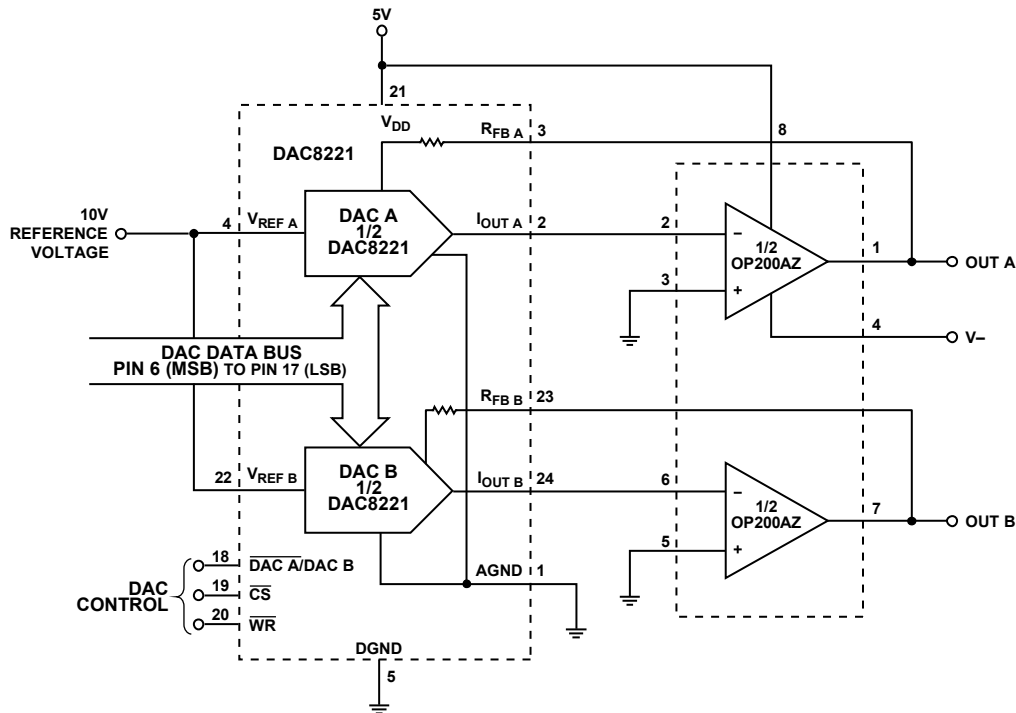 5V
21
VDD
RFB A 3
8
DAC8221
10V
REFERENCE
VOLTAGE
4
VREF A
DAC A
1/2
DAC8221
IOUT A 2
2
–
1/2
OP200AZ
+
3
1
OUT A
4
V–
DAC DATA BUS
PIN 6 (MSB) TO PIN 17 (LSB)
RFB B 23
22
VREF B
DAC B
1/2
DAC8221
IOUT B 24
6
–
1/2
OP200AZ
+
5
7
OUT B
DAC
CONTROL
18 DAC A/DAC B
19 CS
20 WR
AGND 1
DGND
5